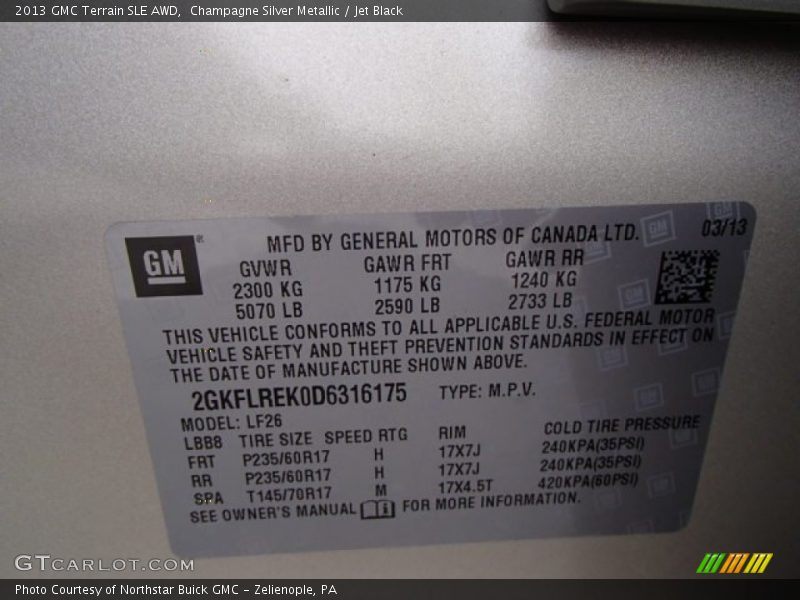 2013 GMC Terrain SLE AWD,  Champagne Silver Metallic / Jet Black
GM
MFD BY GENERAL MOTORS OF CANADA LTD.
03/13
GVWR GAWR FRT GAWR RR
2300 KG 1175 KG 1240 KG
5070 LB 2590 LB 2733 LB
THIS VEHICLE CONFORMS TO ALL APPLICABLE U.S. FEDERAL MOTOR
VEHICLE SAFETY AND THEFT PREVENTION STANDARDS IN EFFECT ON
THE DATE OF MANUFACTURE SHOWN ABOVE.
2GKFLREK0D6316175 TYPE: M.P.V.
MODEL: LF26
LBB8 TIRE SIZE SPEED RTG RIM COLD TIRE PRESSURE
FRT P235/60R17 H 17X7J 240KPA(35PSI)
RR P235/60R17 H 17X7J 240KPA(35PSI)
SPA T145/70R17 M 17X4.5T 420KPA(60PSI)
SEE OWNER'S MANUAL FOR MORE INFORMATION.
GTCARLOT.COM
Photo Courtesy of Northstar Buick GMC - Zelienople, PA